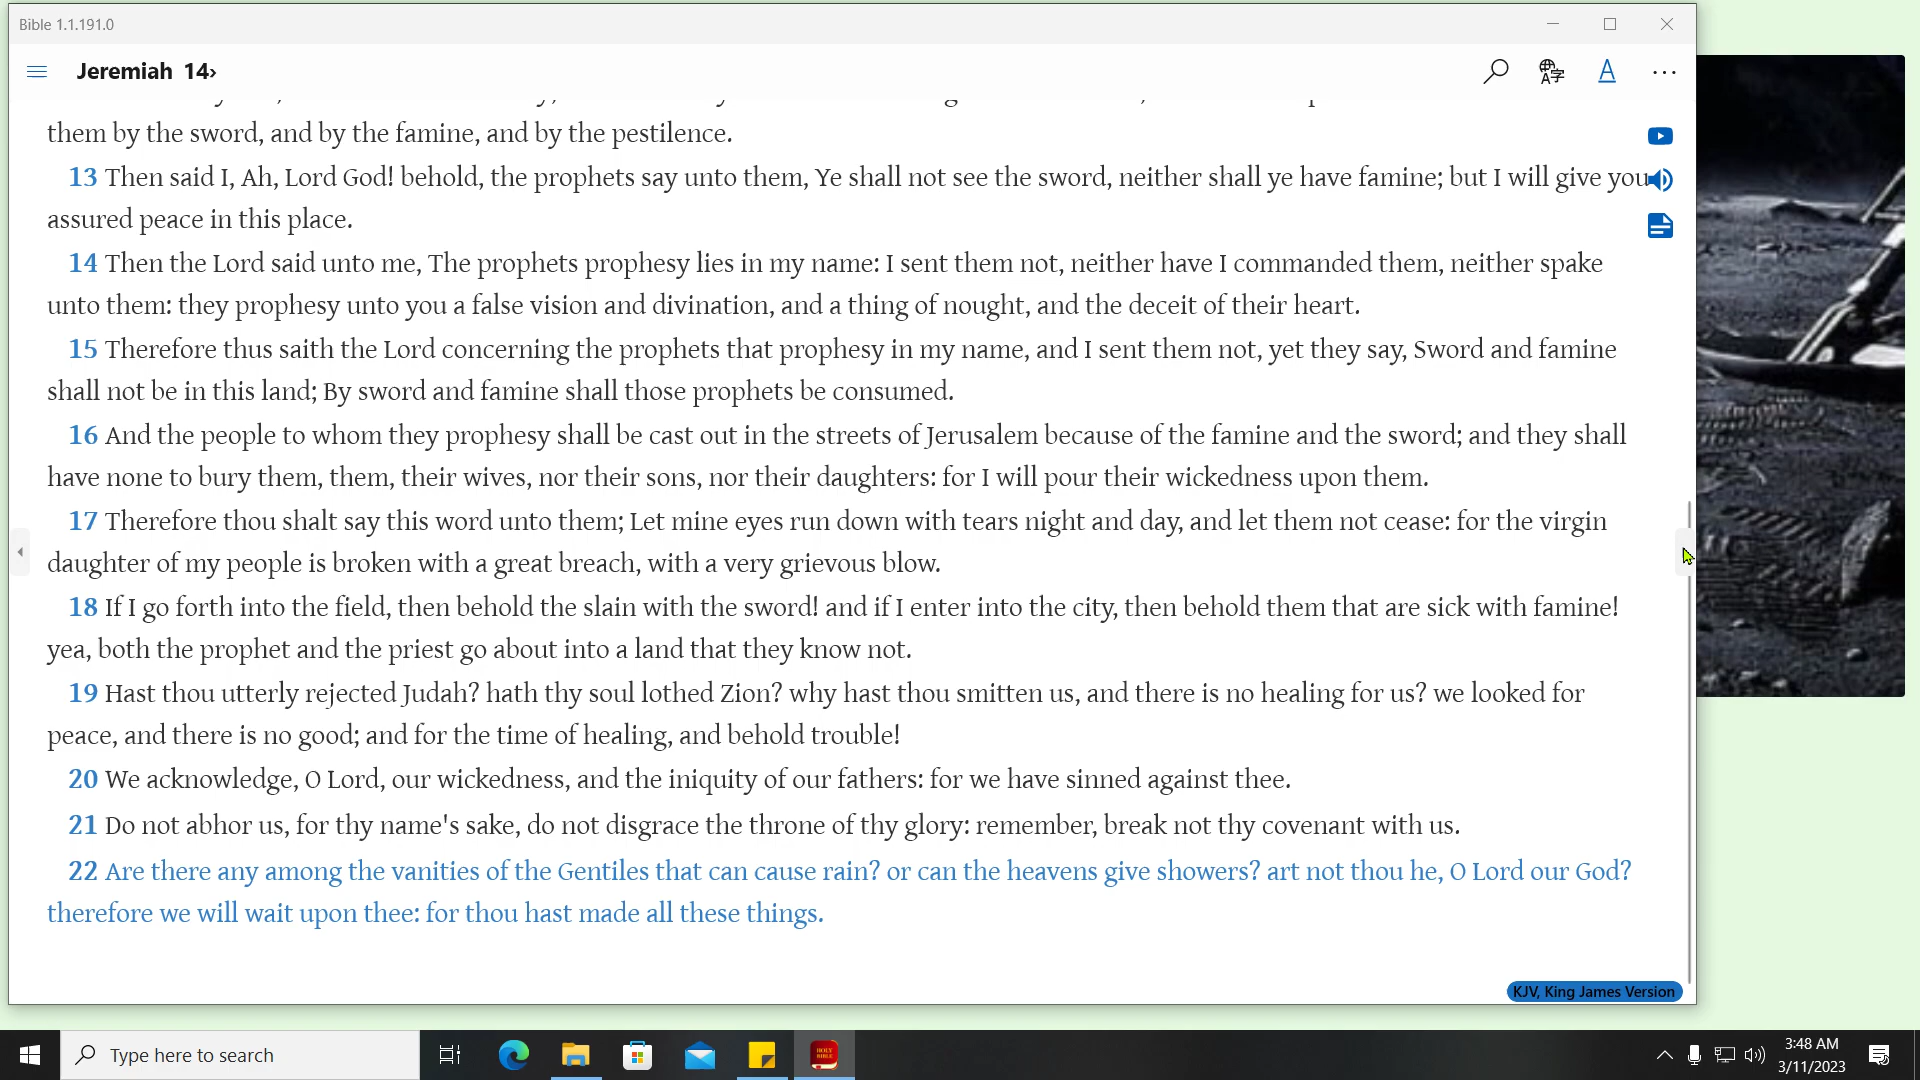 Bible 1.1.191.0
Jeremiah 14›
them by the sword, and by the famine, and by the pestilence.
13 Then said I, Ah, Lord God! behold, the prophets say unto them, Ye shall not see the sword, neither shall ye have famine; but I will give you
assured peace in this place.
14 Then the Lord said unto me, The prophets prophesy lies in my name: I sent them not, neither have I commanded them, neither spake
unto them: they prophesy unto you a false vision and divination, and a thing of nought, and the deceit of their heart.
15 Therefore thus saith the Lord concerning the prophets that prophesy in my name, and I sent them not, yet they say, Sword and famine
shall not be in this land; By sword and famine shall those prophets be consumed.
16 And the people to whom they prophesy shall be cast out in the streets of Jerusalem because of the famine and the sword; and they shall
have none to bury them, them, their wives, nor their sons, nor their daughters: for I will pour their wickedness upon them.
17 Therefore thou shalt say this word unto them; Let mine eyes run down with tears night and day, and let them not cease: for the virgin
daughter of my people is broken with a great breach, with a very grievous blow.
18 If I go forth into the field, then behold the slain with the sword! and if I enter into the city, then behold them that are sick with famine!
yea, both the prophet and the priest go about into a land that they know not.
19 Hast thou utterly rejected Judah? hath thy soul lothed Zion? why hast thou smitten us, and there is no healing for us? we looked for
peace, and there is no good; and for the time of healing, and behold trouble!
20 We acknowledge, O Lord, our wickedness, and the iniquity of our fathers: for we have sinned against thee.
21 Do not abhor us, for thy name's sake, do not disgrace the throne of thy glory: remember, break not thy covenant with us.
22 Are there any among the vanities of the Gentiles that can cause rain? or can the heavens give showers? art not thou he, O Lord our God?
therefore we will wait upon thee: for thou hast made all these things.
KJV, King James Version
Type here to search
HOLY BIBLE
3:48 AM
3/11/2023